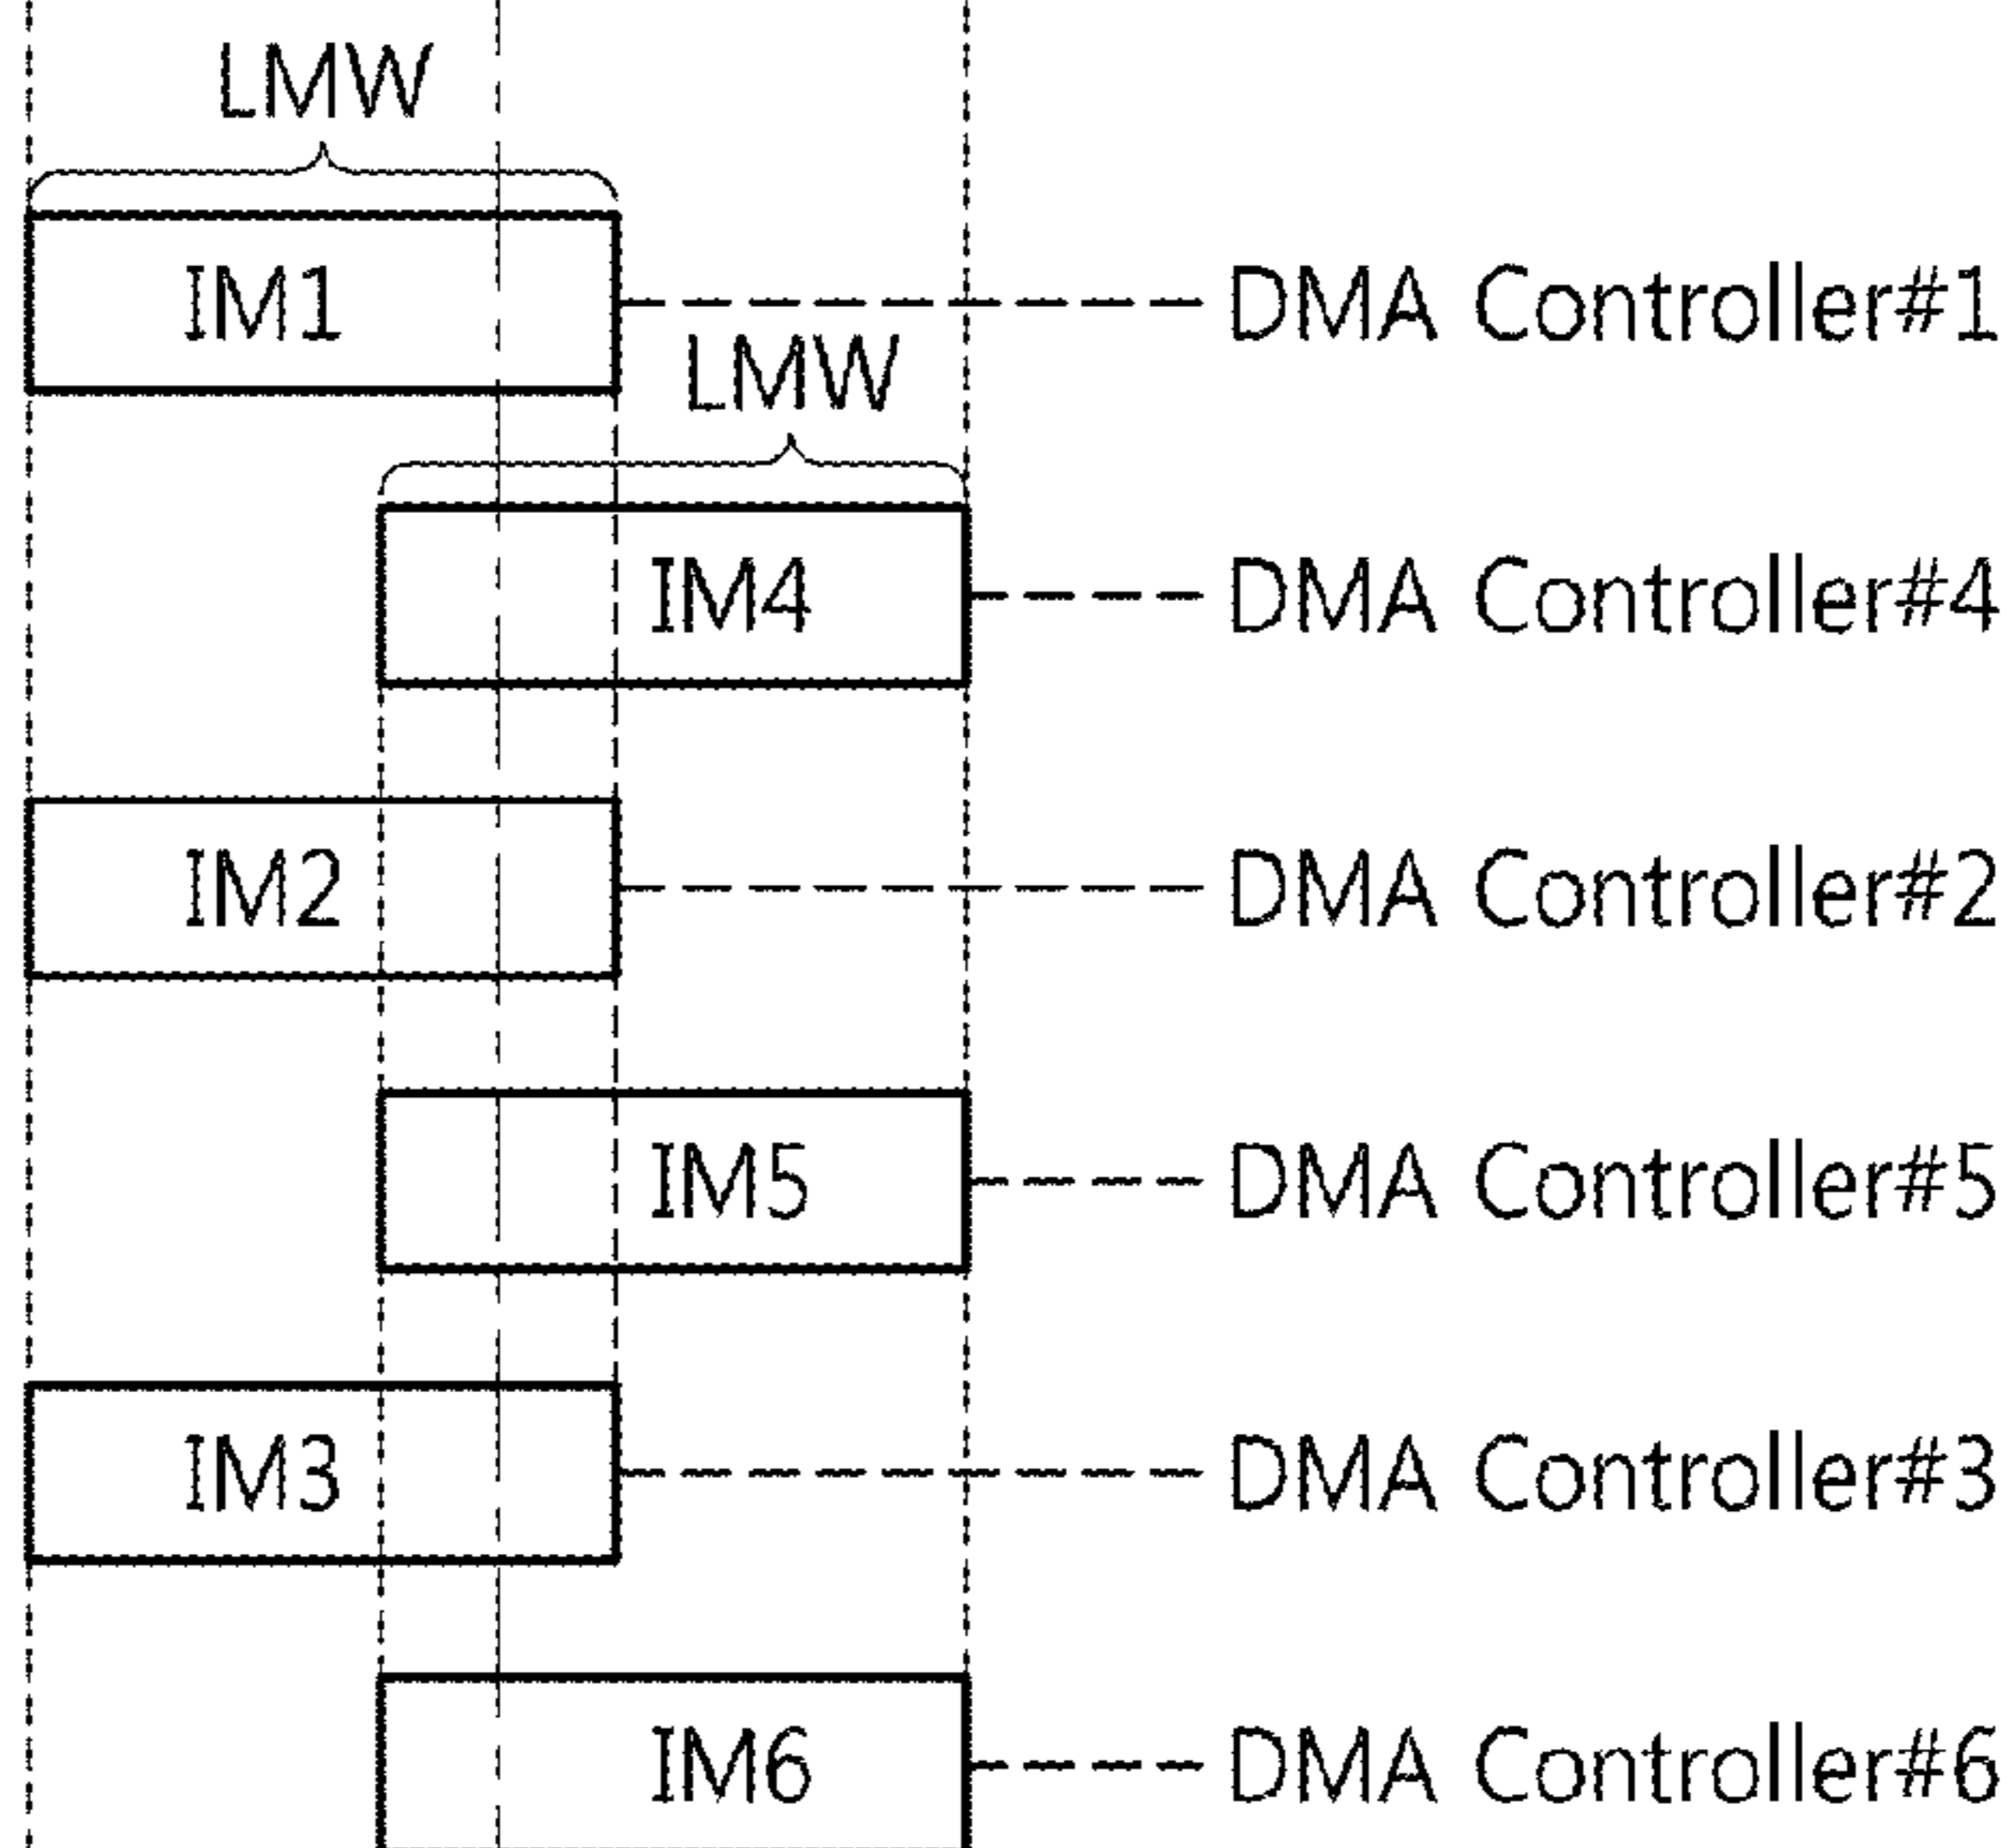 LMW
IM1 DMA Controller#1
LMW
IM4 DMA Controller#4
IM2 DMA Controller#2
IM5 DMA Controller#5
IM3 DMA Controller#3
IM6 DMA Controller#6